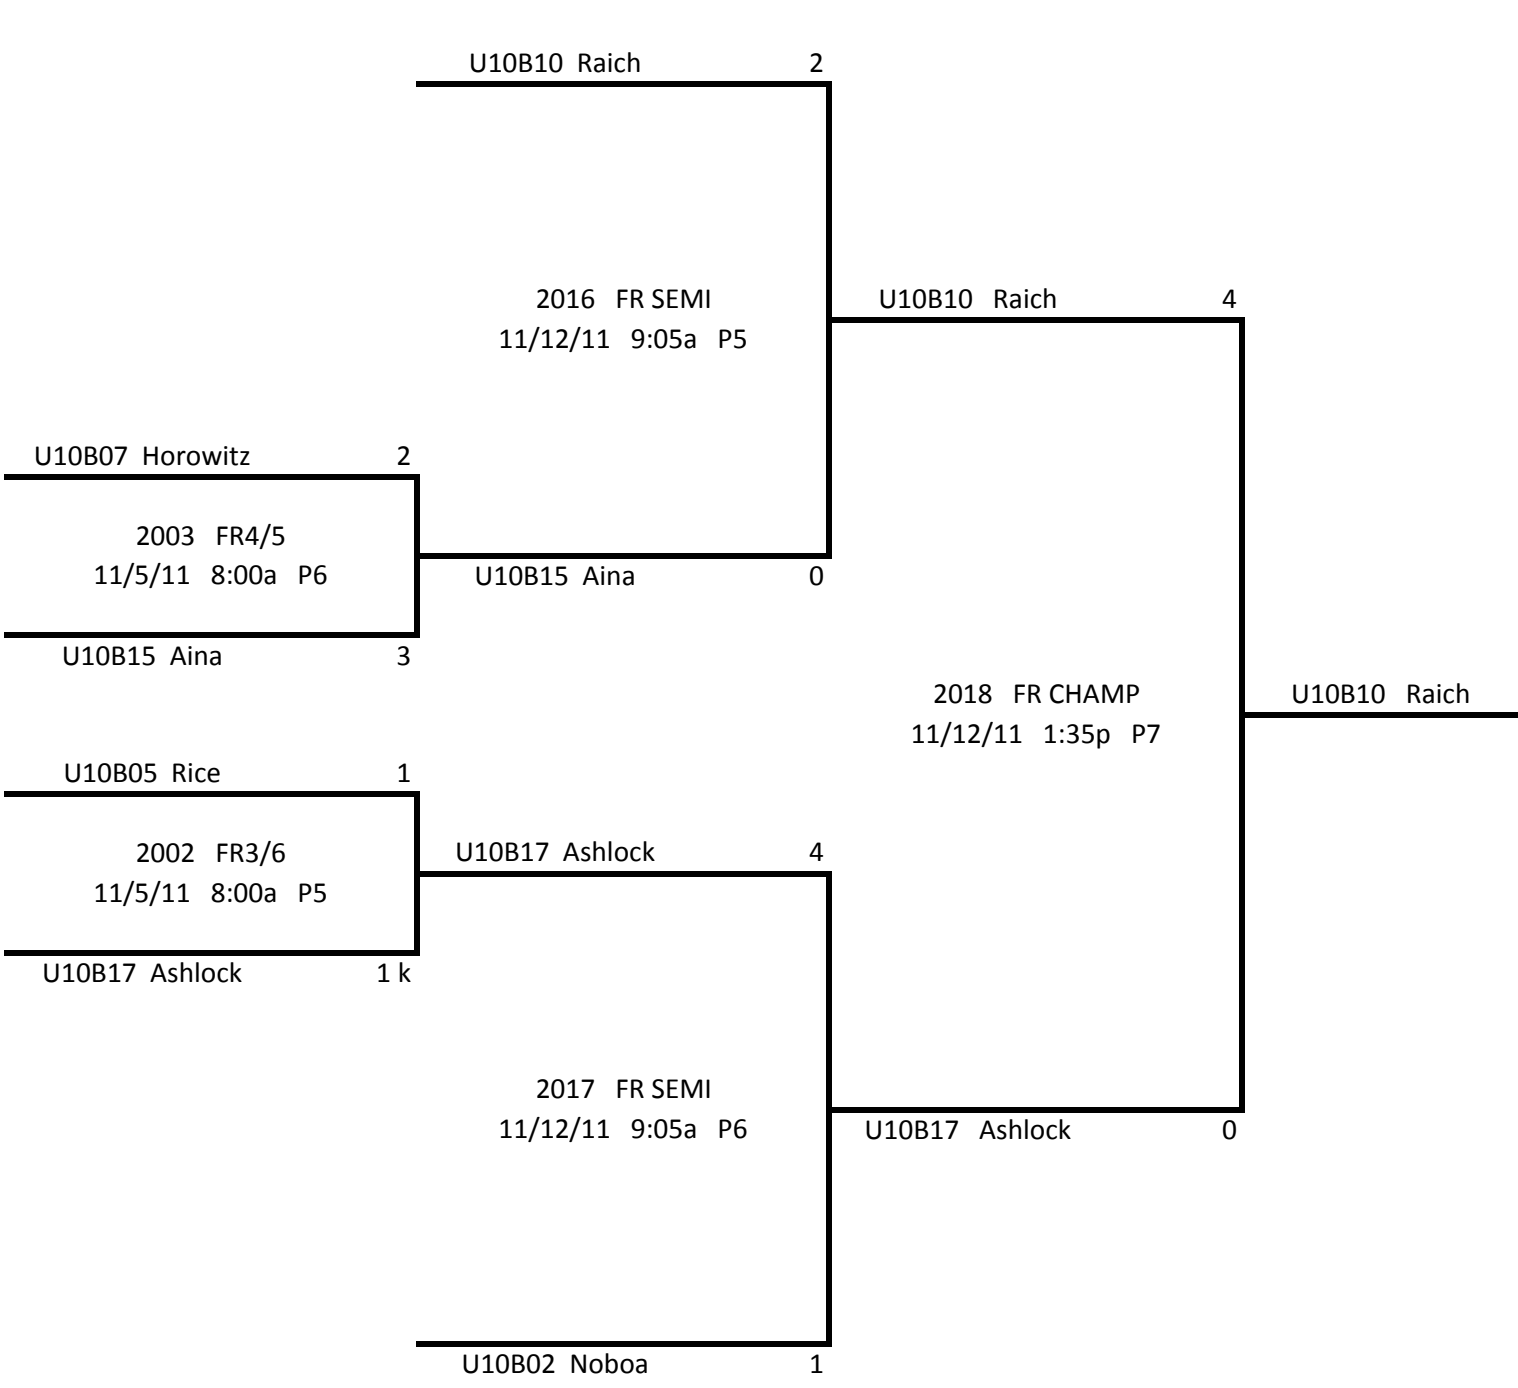 U10B10 Raich 2
2016 FR SEMI
11/12/11 9:05a P5
U10B10 Raich 4
U10B07 Horowitz 2
2003 FR4/5
11/5/11 8:00a P6
U10B15 Aina 0
U10B15 Aina 3
2018 FR CHAMP
11/12/11 1:35p P7
U10B10 Raich
U10B05 Rice 1
2002 FR3/6
11/5/11 8:00a P5
U10B17 Ashlock 4
U10B17 Ashlock 1 k
2017 FR SEMI
11/12/11 9:05a P6
U10B17 Ashlock 0
U10B02 Noboa 1